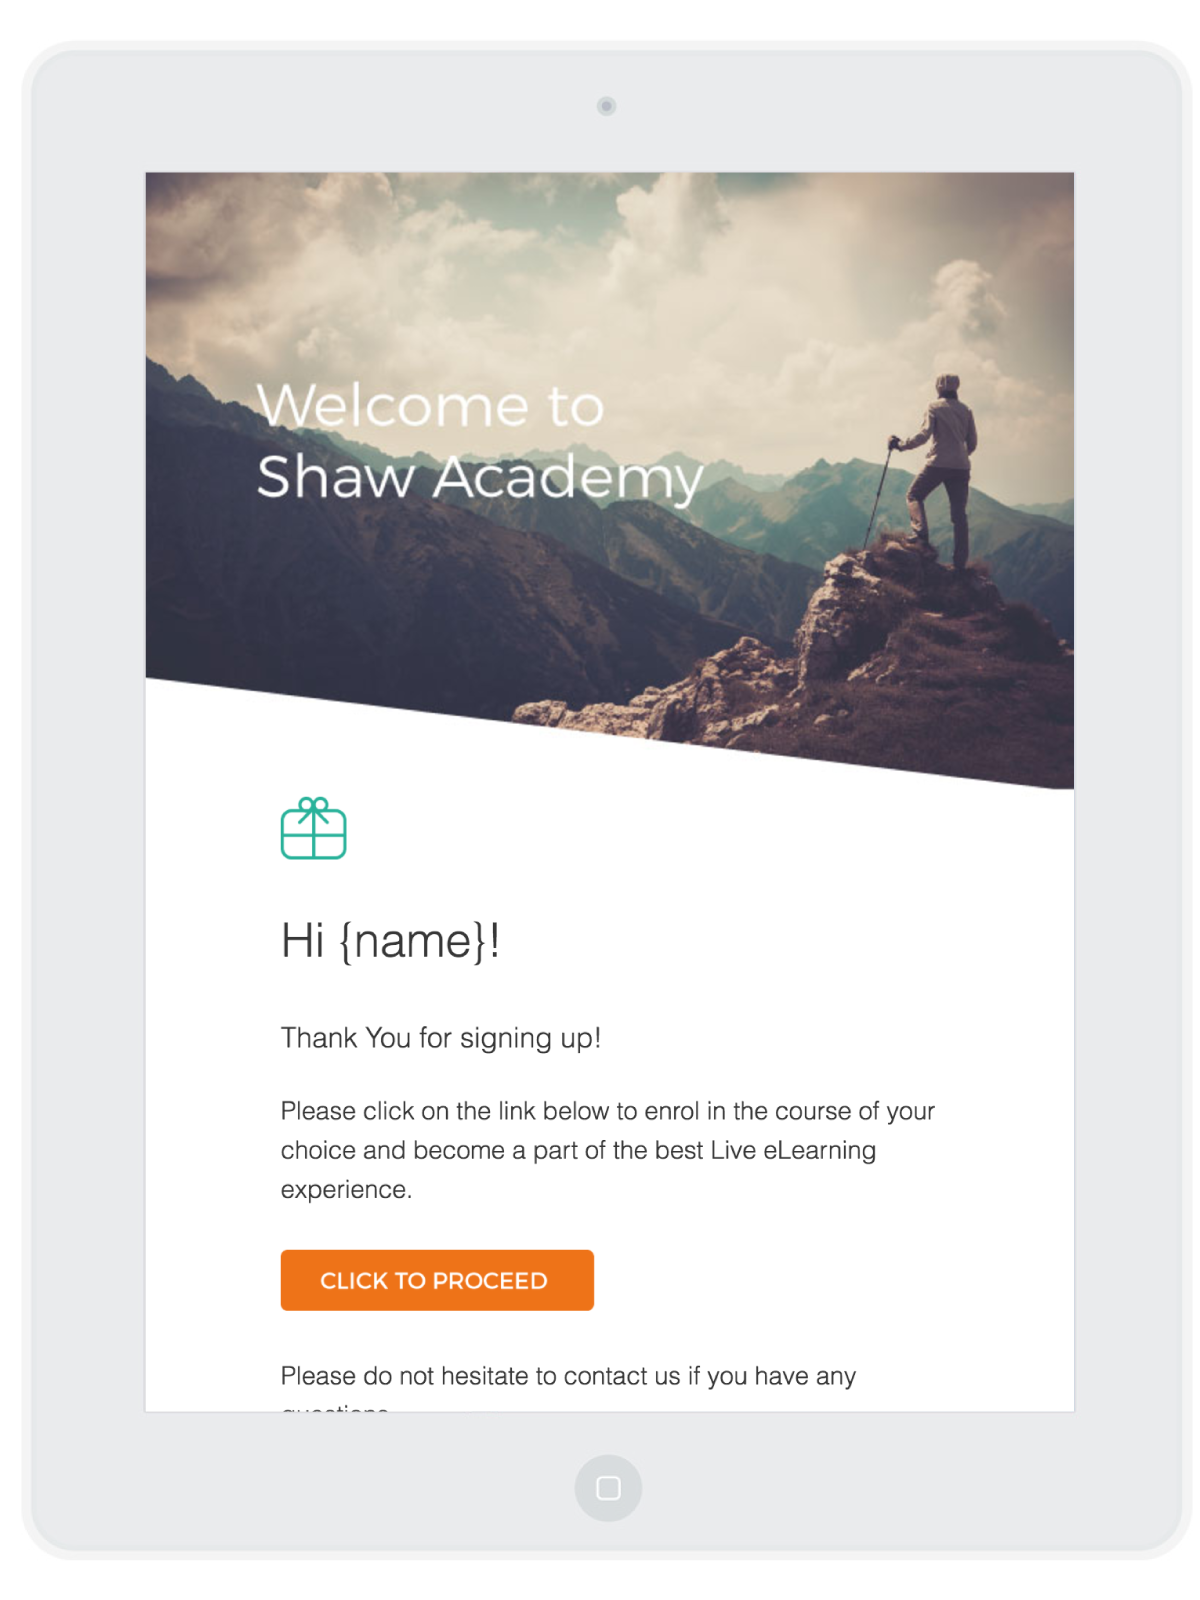 Welcome to
Shaw Academy
Hi {name}!
Thank You for signing up!
Please click on the link below to enrol in the course of your
choice and become a part of the best Live eLearning
experience.
CLICK TO PROCEED
Please do not hesitate to contact us if you have any
questions